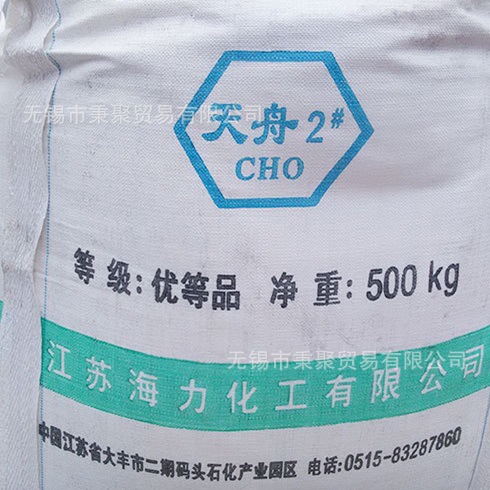 无锡市秉聚贸易有限公司
天舟2#
CHO
等级:优等品 净重:500 kg
无锡市秉聚贸易有限公司
江苏海力化工有限公司
中国江苏省大丰市二期码头石化产业园区 电话:0515-83287860